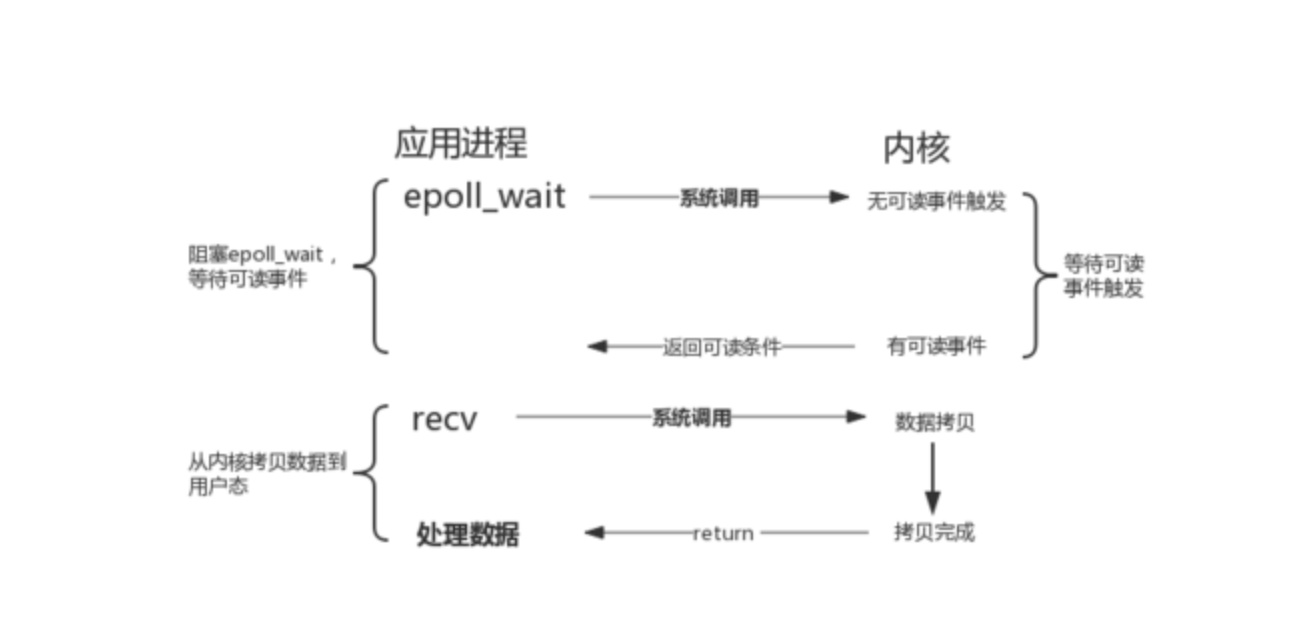 应用进程
内核
epoll_wait
系统调用
无可读事件触发
阻塞epoll_wait，
等待可读事件
等待可读
事件触发
返回可读条件
有可读事件
recv
系统调用
数据拷贝
从内核拷贝数据到
用户态
处理数据
return
拷贝完成